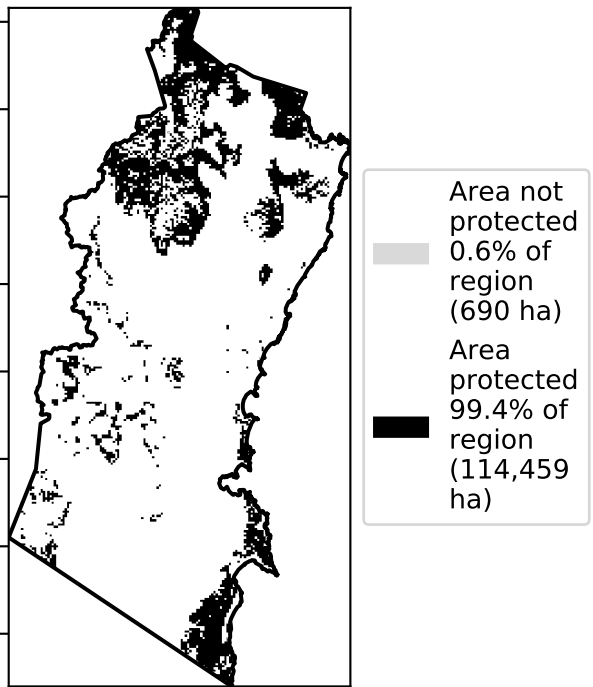 Area not
protected
0.6% of
region
(690 ha)
Area
protected
99.4% of
region
(114,459
ha)